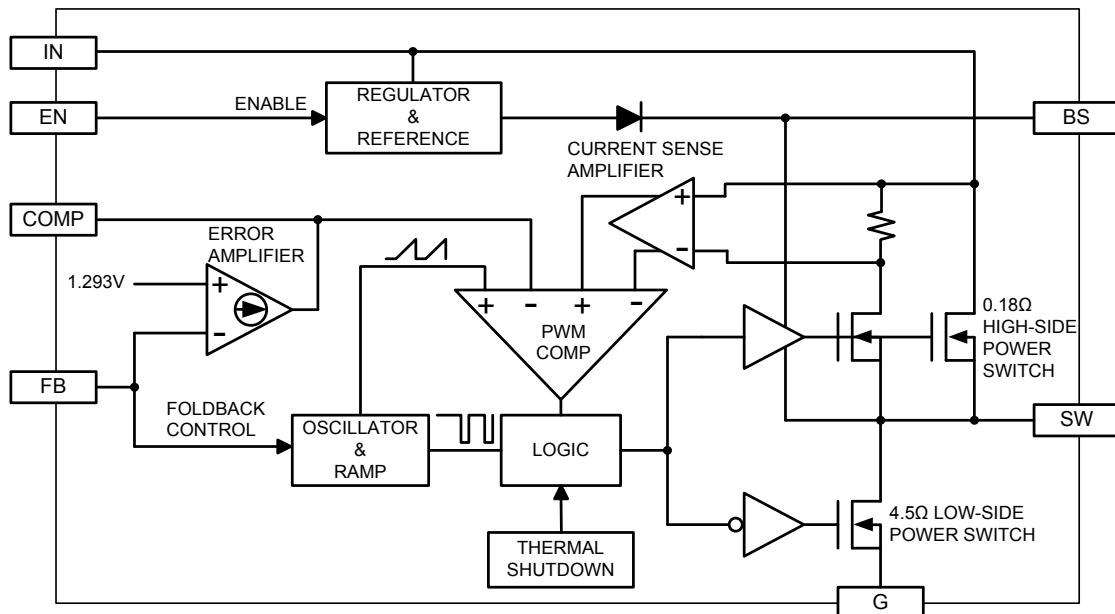 IN
EN
ENABLE
REGULATOR
&
REFERENCE
BS
CURRENT SENSE
AMPLIFIER
+
-
COMP
ERROR
AMPLIFIER
1.293V
+
-
+
-
+
-
PWM
COMP
0.18Ω
HIGH-SIDE
POWER
SWITCH
FB
FOLDBACK
CONTROL
OSCILLATOR
&
RAMP
LOGIC
SW
THERMAL
SHUTDOWN
4.5Ω LOW-SIDE
POWER SWITCH
G